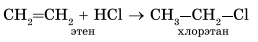 CH₂=CH₂ + HCl → CH₃—CH₂—Cl
этен хлорэтан